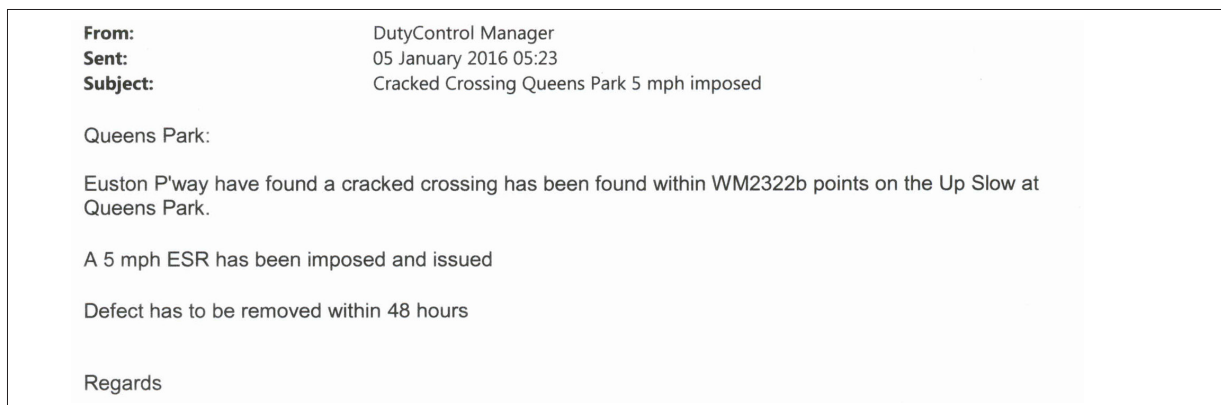 From: DutyControl Manager
Sent: 05 January 2016 05:23
Subject: Cracked Crossing Queens Park 5 mph imposed
Queens Park:
Euston P'way have found a cracked crossing has been found within WM2322b points on the Up Slow at
Queens Park.
A 5 mph ESR has been imposed and issued
Defect has to be removed within 48 hours
Regards